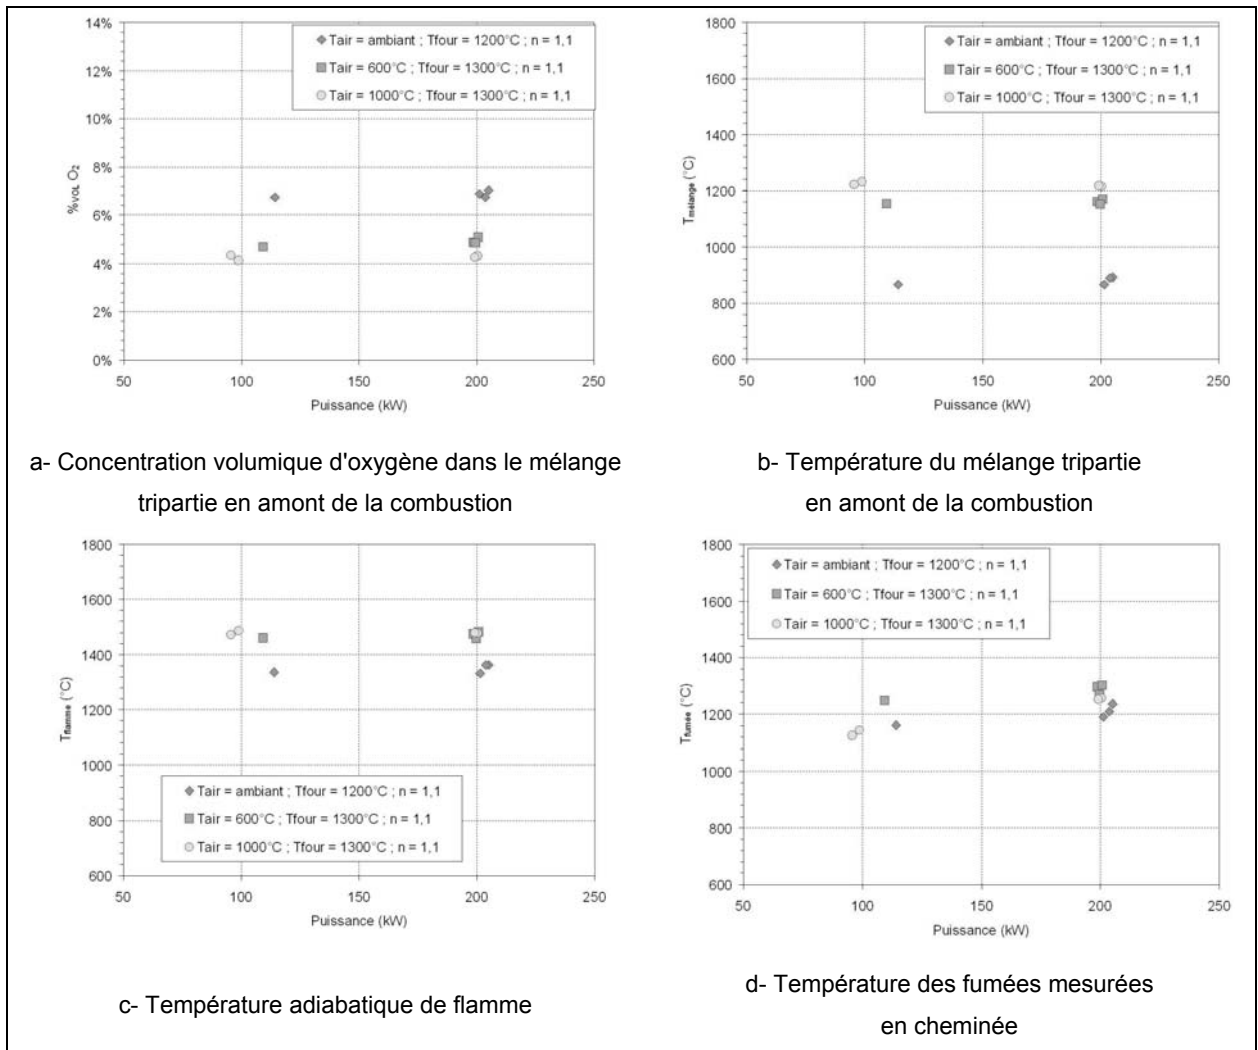 14%
12%
10%
8%
6%
4%
2%
0%
%VOL O2
◆ Tair = ambiant ; Tfour = 1200°C ; n = 1,1
■ Tair = 600°C ; Tfour = 1300°C ; n = 1,1
○ Tair = 1000°C ; Tfour = 1300°C ; n = 1,1
50 100 150 200 250
Puissance (kW)
a- Concentration volumique d'oxygène dans le mélange
tripartie en amont de la combustion
1800
1600
1400
1200
1000
800
600
Tmélange (°C)
◆ Tair = ambiant ; Tfour = 1200°C ; n = 1,1
■ Tair = 600°C ; Tfour = 1300°C ; n = 1,1
○ Tair = 1000°C ; Tfour = 1300°C ; n = 1,1
50 100 150 200 250
Puissance (kW)
b- Température du mélange tripartie
en amont de la combustion
1800
1600
1400
1200
1000
800
600
Tflamme (°C)
◆ Tair = ambiant ; Tfour = 1200°C ; n = 1,1
■ Tair = 600°C ; Tfour = 1300°C ; n = 1,1
○ Tair = 1000°C ; Tfour = 1300°C ; n = 1,1
50 100 150 200 250
Puissance (kW)
c- Température adiabatique de flamme
1800
1600
1400
1200
1000
800
600
Tfumée (°C)
◆ Tair = ambiant ; Tfour = 1200°C ; n = 1,1
■ Tair = 600°C ; Tfour = 1300°C ; n = 1,1
○ Tair = 1000°C ; Tfour = 1300°C ; n = 1,1
50 100 150 200 250
Puissance (kW)
d- Température des fumées mesurées
en cheminée